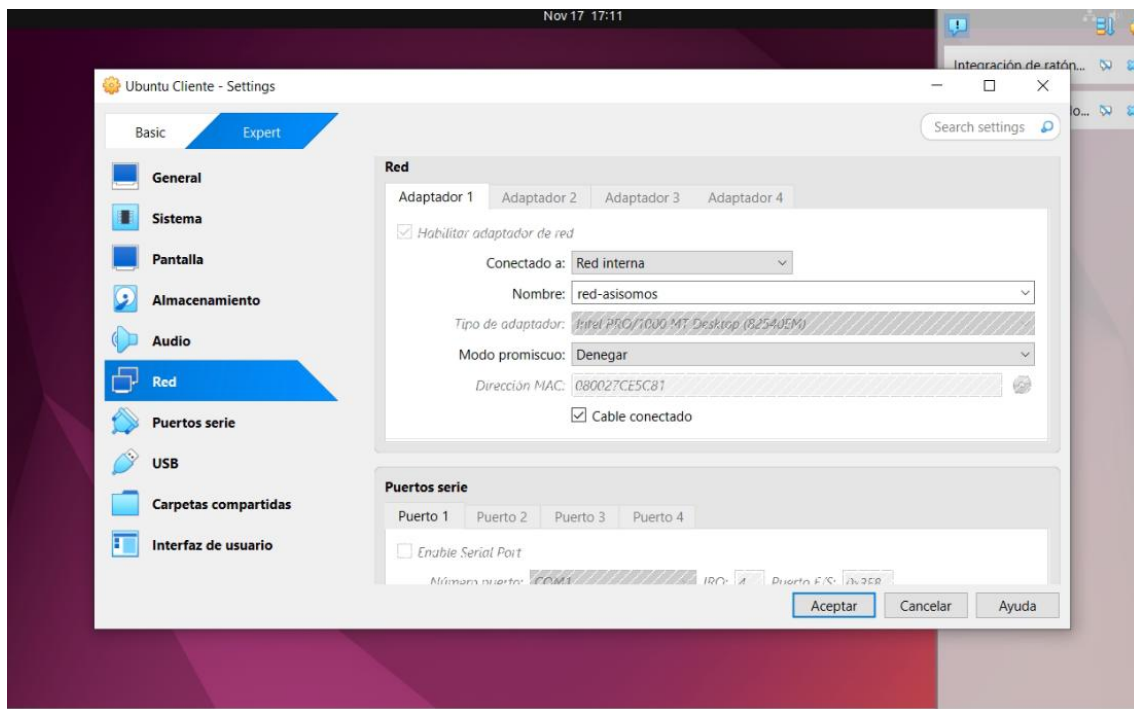 Nov 17 17:11
Integración de ratón...
Ubuntu Cliente - Settings
Basic
Expert
Search settings
General
Sistema
Pantalla
Almacenamiento
Audio
Red
Puertos serie
USB
Carpetas compartidas
Interfaz de usuario
Red
Adaptador 1 Adaptador 2 Adaptador 3 Adaptador 4
Habilitar adaptador de red
Conectado a: Red interna
Nombre: red-asisomos
Tipo de adaptador: Intel PRO/1000 MT Desktop (82540EM)
Modo promiscuo: Denegar
Dirección MAC: 080027CE5C81
Cable conectado
Puertos serie
Puerto 1 Puerto 2 Puerto 3 Puerto 4
Enable Serial Port
Número puerto: COM1 IRQ: 4 Puerto E/S: 0x3F8
Aceptar Cancelar Ayuda